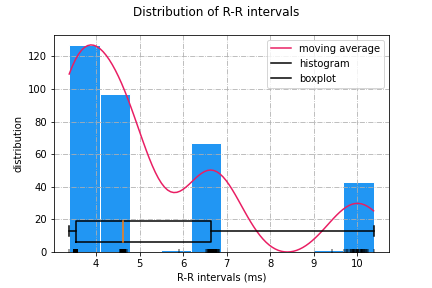 Distribution of R-R intervals
moving average
histogram
boxplot
distribution
120
100
80
60
40
20
0
4 5 6 7 8 9 10
R-R intervals (ms)